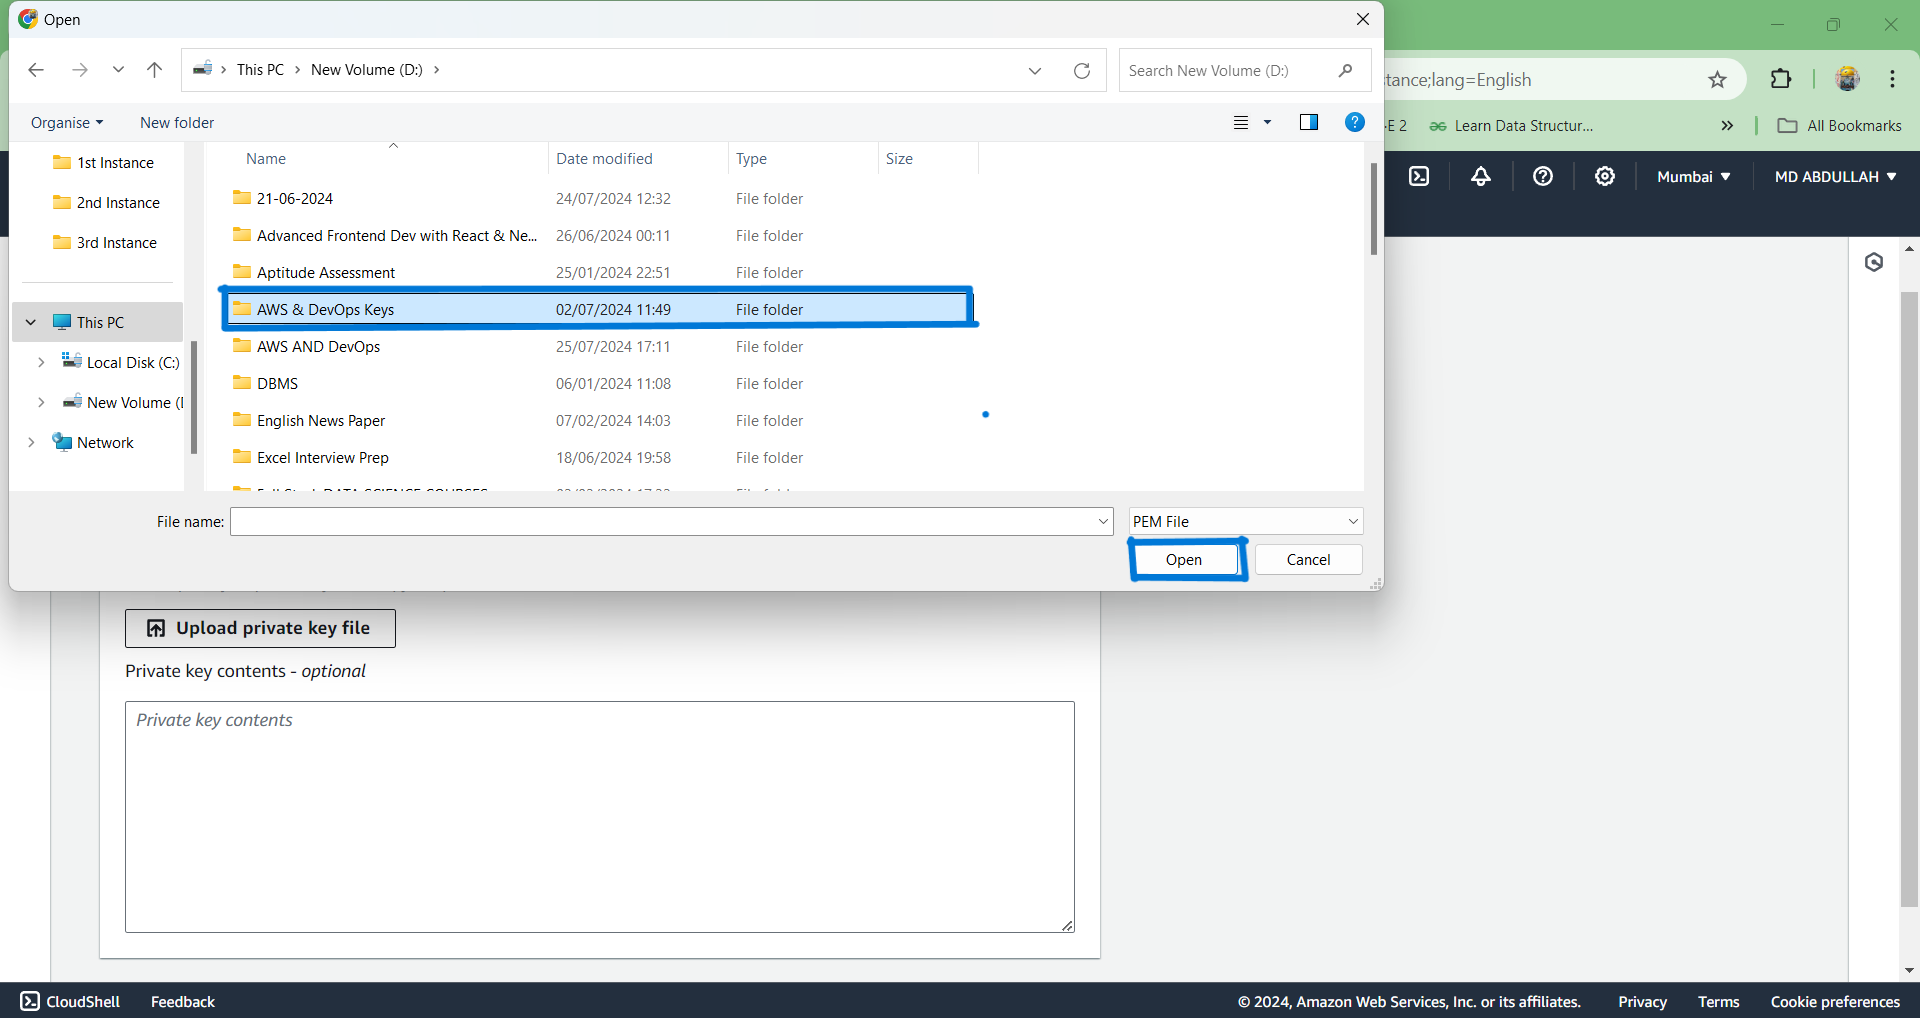 Open
This PC > New Volume (D:) >
Search New Volume (D:)
tance;lang=English
Organise
New folder
E 2
Learn Data Structur...
»
All Bookmarks
Mumbai
MD ABDULLAH
1st Instance
2nd Instance
3rd Instance
This PC
Local Disk (C:)
New Volume (
Network
Name Date modified Type Size
21-06-2024 24/07/2024 12:32 File folder
Advanced Frontend Dev with React & Ne... 26/06/2024 00:11 File folder
Aptitude Assessment 25/01/2024 22:51 File folder
AWS & DevOps Keys 02/07/2024 11:49 File folder
AWS AND DevOps 25/07/2024 17:11 File folder
DBMS 06/01/2024 11:08 File folder
English News Paper 07/02/2024 14:03 File folder
Excel Interview Prep 18/06/2024 19:58 File folder
File name:
PEM File
Open
Cancel
Upload private key file
Private key contents - optional
Private key contents
CloudShell
Feedback
© 2024, Amazon Web Services, Inc. or its affiliates.
Privacy
Terms
Cookie preferences